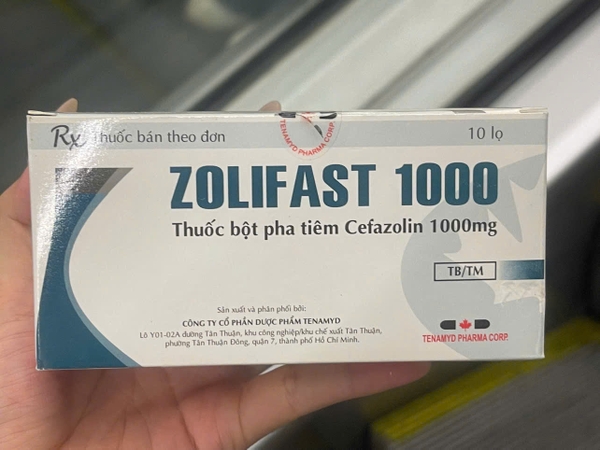 Rx Thuốc bán theo đơn
TENAMYD PHARMA CORP.
10 lọ
ZOLIFAST 1000
Thuốc bột pha tiêm Cefazolin 1000mg
TB/TM
Sản xuất và phân phối bởi:
CÔNG TY CỔ PHẦN DƯỢC PHẨM TENAMYD
Lô Y01-02A đường Tân Thuận, khu công nghiệp/khu chế xuất Tân Thuận,
phường Tân Thuận Đông, quận 7, thành phố Hồ Chí Minh.
TENAMYD PHARMA CORP.